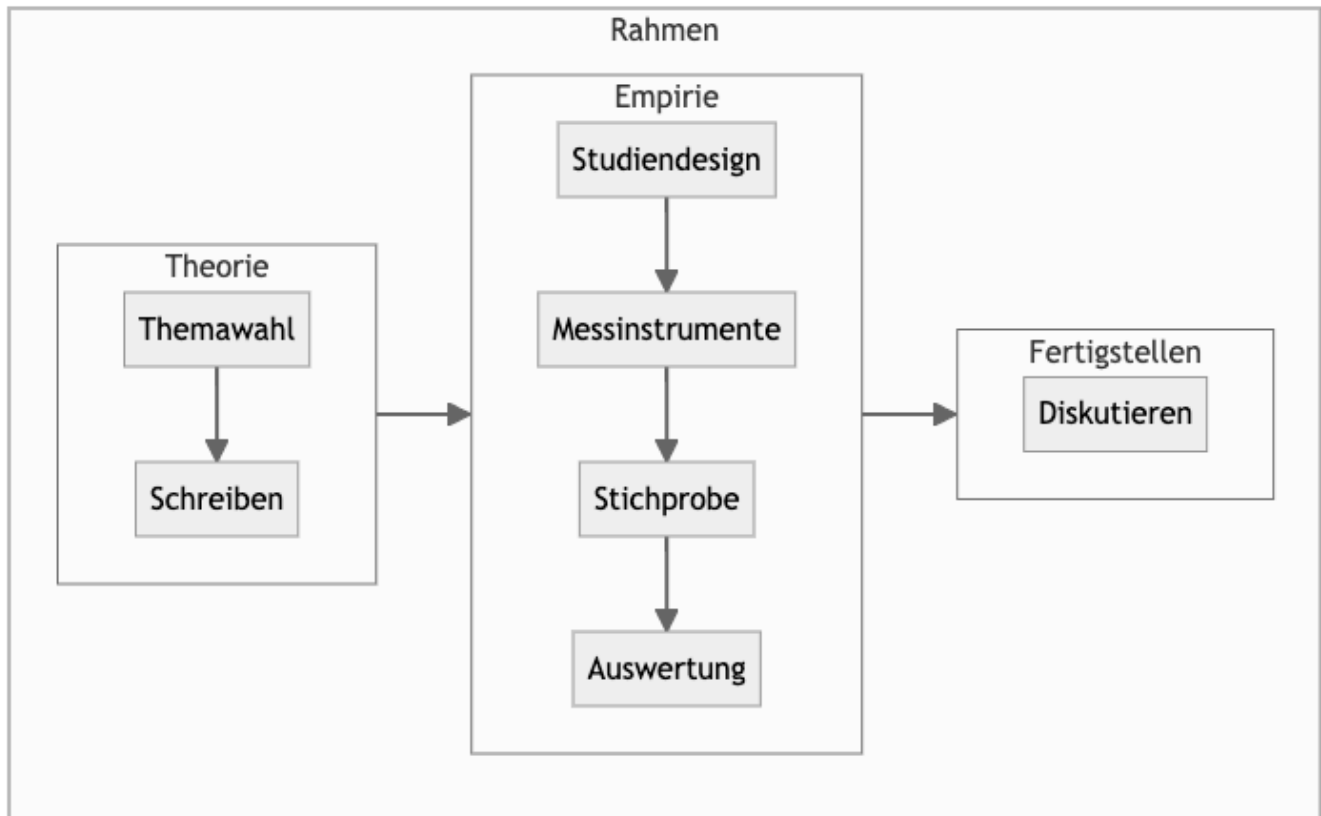 Rahmen
Theorie
Themawahl
Schreiben
Empirie
Studiendesign
Messinstrumente
Stichprobe
Auswertung
Fertigstellen
Diskutieren